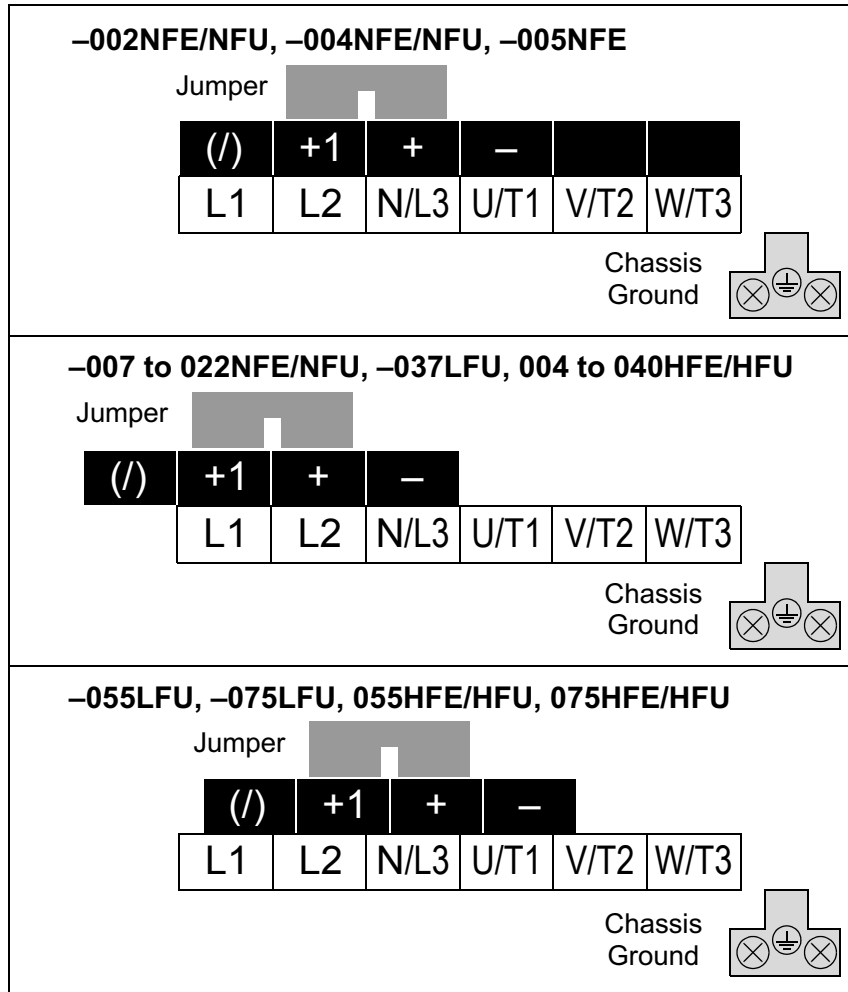 –002NFE/NFU, –004NFE/NFU, –005NFE
Jumper
(/) +1 + –
L1 L2 N/L3 U/T1 V/T2 W/T3
Chassis
Ground
–007 to 022NFE/NFU, –037LFU, 004 to 040HFE/HFU
Jumper
(/) +1 + –
L1 L2 N/L3 U/T1 V/T2 W/T3
Chassis
Ground
–055LFU, –075LFU, 055HFE/HFU, 075HFE/HFU
Jumper
(/) +1 + –
L1 L2 N/L3 U/T1 V/T2 W/T3
Chassis
Ground